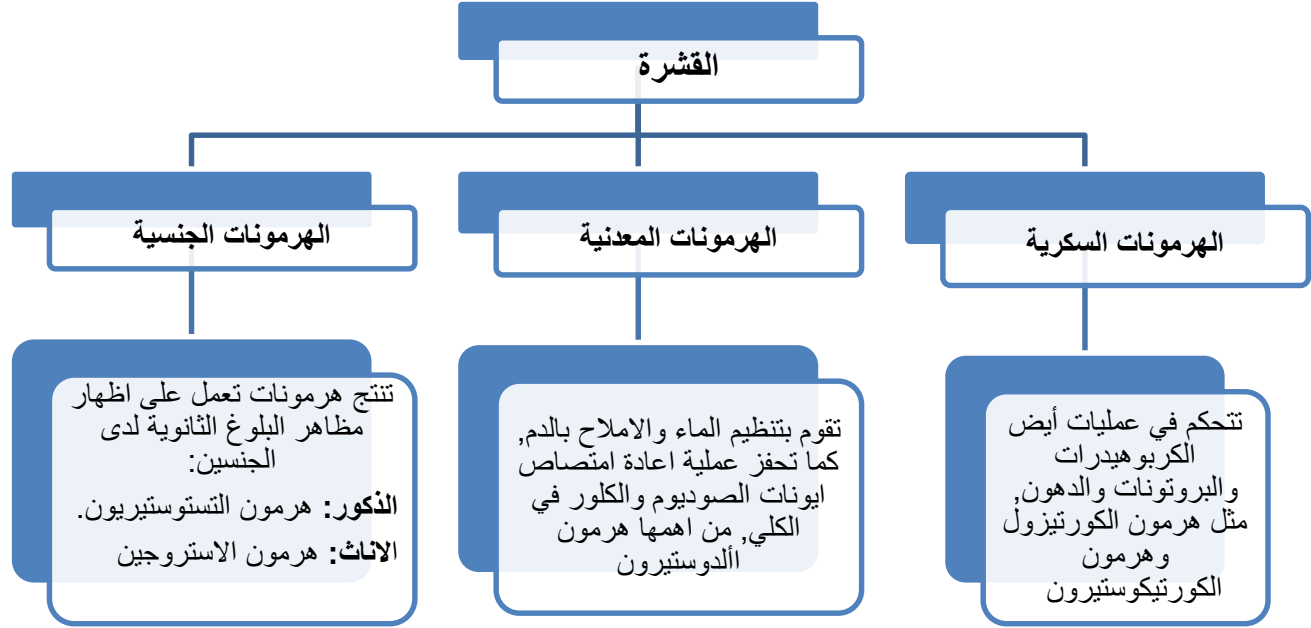 القشرة
الهرمونات السكرية
الهرمونات المعدنية
الهرمونات الجنسية
تتحكم في عمليات أيض
الكربوهيدرات
والبروتونات والدهون,
مثل هرمون الكورتيزول
وهرمون
الكورتيكوستيرون
تقوم بتنظيم الماء والاملاح بالدم,
كما تحفز عملية اعادة امتصاص
ايونات الصوديوم والكلور في
الكلي, من اهمها هرمون
األدوستيرون
تنتج هرمونات تعمل على اظهار
مظاهر البلوغ الثانوية لدى
الجنسين:
الذكور: هرمون التستوستيريون.
الاناث: هرمون الاستروجين